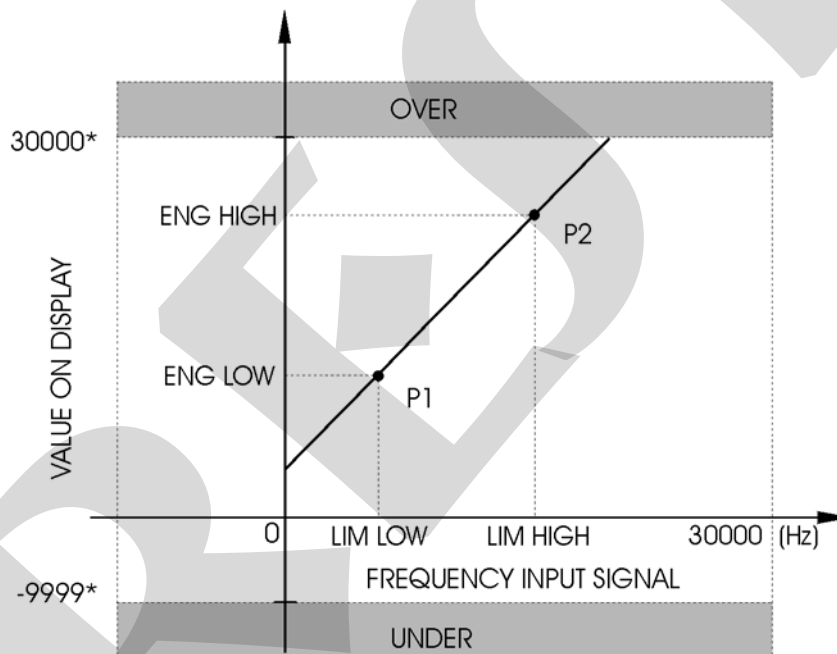 OVER
30000*
ENG HIGH
P2
VALUE ON DISPLAY
ENG LOW
P1
0
LIM LOW
LIM HIGH
30000 (Hz)
FREQUENCY INPUT SIGNAL
-9999*
UNDER